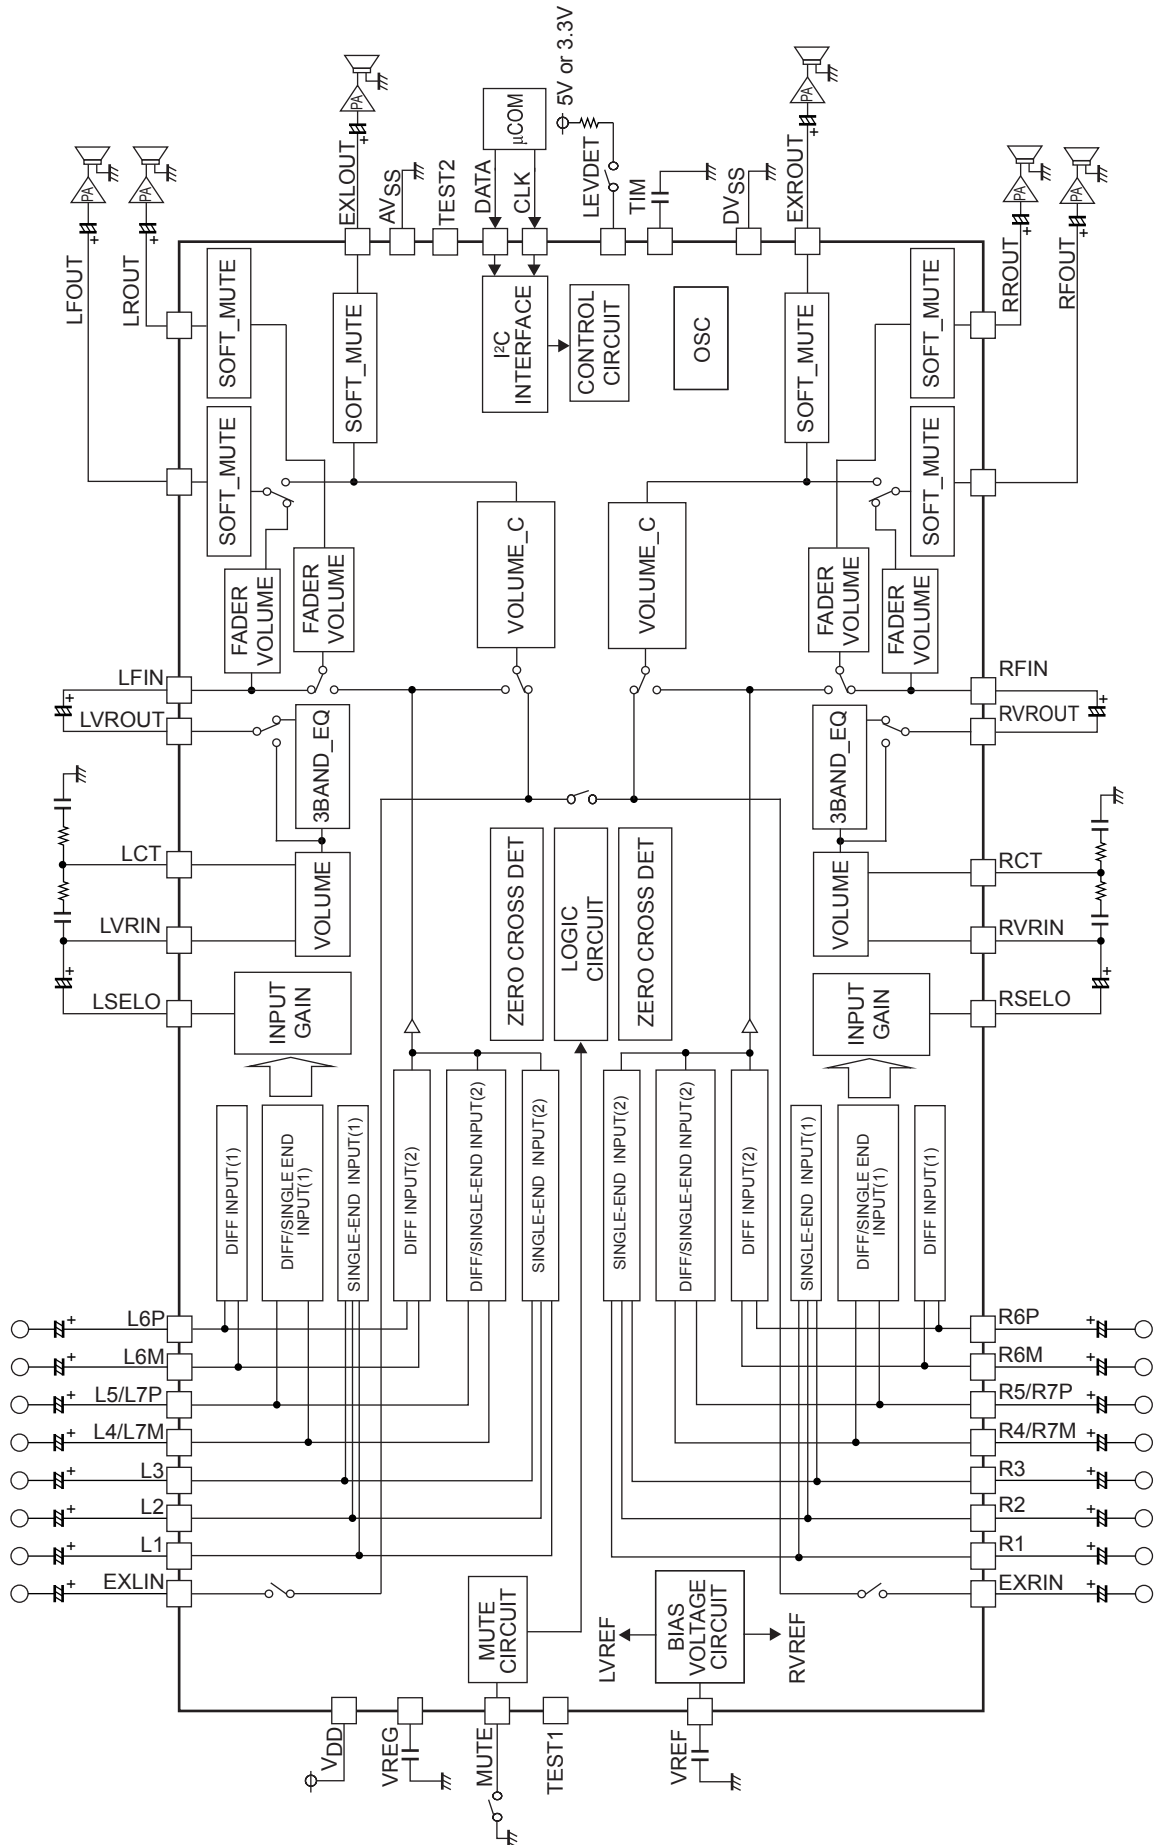 5V or 3.3V
PA
PA
PA
PA
PA
PA
LFOUT
LROUT
EXLOUT
AVSS
TEST2
DATA
CLK
μCOM
LEVDET
TIM
DVSS
EXROUT
RROUT
RFOUT
SOFT_MUTE
SOFT_MUTE
SOFT_MUTE
I²C
INTERFACE
CONTROL
CIRCUIT
OSC
SOFT_MUTE
SOFT_MUTE
SOFT_MUTE
FADER
VOLUME
FADER
VOLUME
VOLUME_C
VOLUME_C
FADER
VOLUME
FADER
VOLUME
LFIN
LVROUT
LCT
LVRIN
LSELO
RFIN
RVROUT
RCT
RVRIN
RSELO
3BAND_EQ
VOLUME
INPUT
GAIN
ZERO CROSS DET
LOGIC
CIRCUIT
ZERO CROSS DET
3BAND_EQ
VOLUME
INPUT
GAIN
DIFF INPUT(1)
DIFF/SINGLE END
INPUT(1)
SINGLE-END INPUT(1)
DIFF INPUT(2)
DIFF/SINGLE-END INPUT(2)
SINGLE-END INPUT(2)
SINGLE-END INPUT(2)
DIFF/SINGLE-END INPUT(2)
DIFF INPUT(2)
SINGLE-END INPUT(1)
DIFF/SINGLE END
INPUT(1)
DIFF INPUT(1)
L6P
L6M
L5/L7P
L4/L7M
L3
L2
L1
EXLIN
R6P
R6M
R5/R7P
R4/R7M
R3
R2
R1
EXRIN
MUTE
CIRCUIT
LVREF
BIAS
VOLTAGE
CIRCUIT
RVREF
VDD
VREG
MUTE
TEST1
VREF